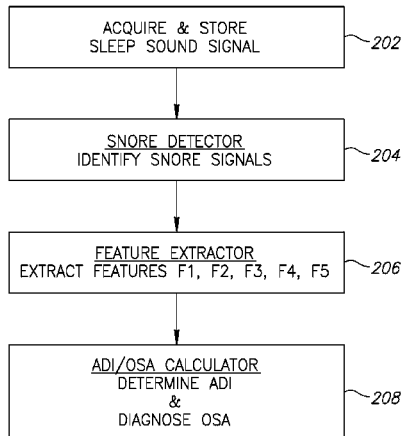 ACQUIRE & STORE
SLEEP SOUND SIGNAL
202
SNORE DETECTOR
IDENTIFY SNORE SIGNALS
204
FEATURE EXTRACTOR
EXTRACT FEATURES F1, F2, F3, F4, F5
206
ADI/OSA CALCULATOR
DETERMINE ADI
&
DIAGNOSE OSA
208